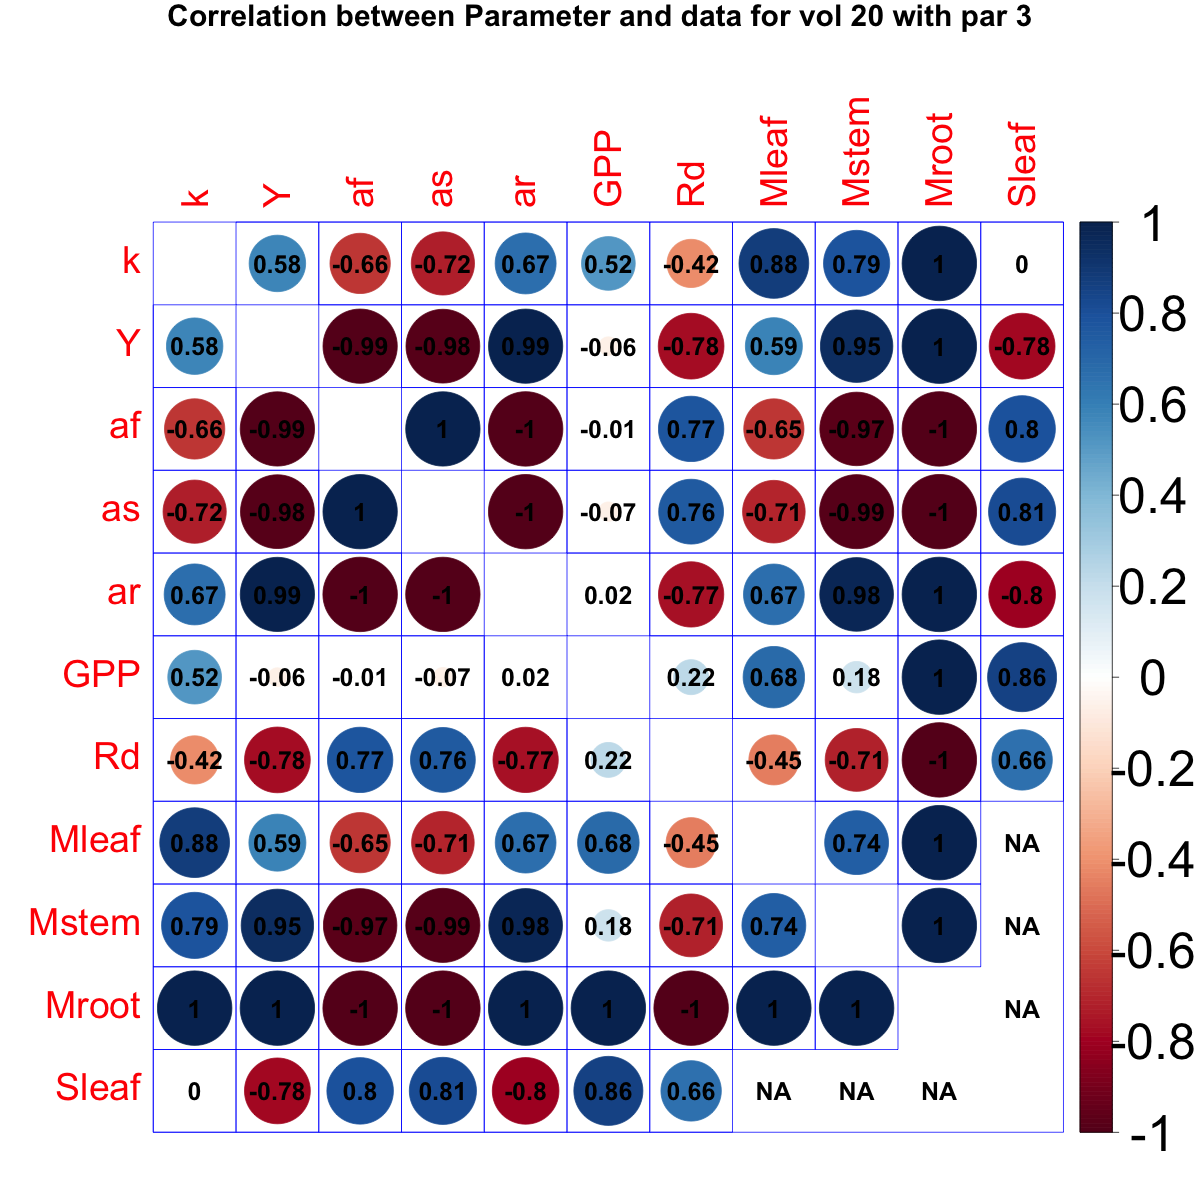 Correlation between Parameter and data for vol 20 with par 3
k Y af as ar GPP Rd Mleaf Mstem Mroot Sleaf
k 0.58 -0.66 -0.72 0.67 0.52 -0.42 0.88 0.79 1 0
Y 0.58 -0.99 -0.98 0.99 -0.06 -0.78 0.59 0.95 1 -0.78
af -0.66 -0.99 1 -1 -0.01 0.77 -0.65 -0.97 -1 0.8
as -0.72 -0.98 1 -1 -0.07 0.76 -0.71 -0.99 -1 0.81
ar 0.67 0.99 -1 -1 0.02 -0.77 0.67 0.98 1 -0.8
GPP 0.52 -0.06 -0.01 -0.07 0.02 0.22 0.68 0.18 1 0.86
Rd -0.42 -0.78 0.77 0.76 -0.77 0.22 -0.45 -0.71 -1 0.66
Mleaf 0.88 0.59 -0.65 -0.71 0.67 0.68 -0.45 0.74 1 NA
Mstem 0.79 0.95 -0.97 -0.99 0.98 0.18 -0.71 0.74 1 NA
Mroot 1 1 -1 -1 1 1 -1 1 1 NA
Sleaf 0 -0.78 0.8 0.81 -0.8 0.86 0.66 NA NA NA
1
0.8
0.6
0.4
0.2
0
-0.2
-0.4
-0.6
-0.8
-1